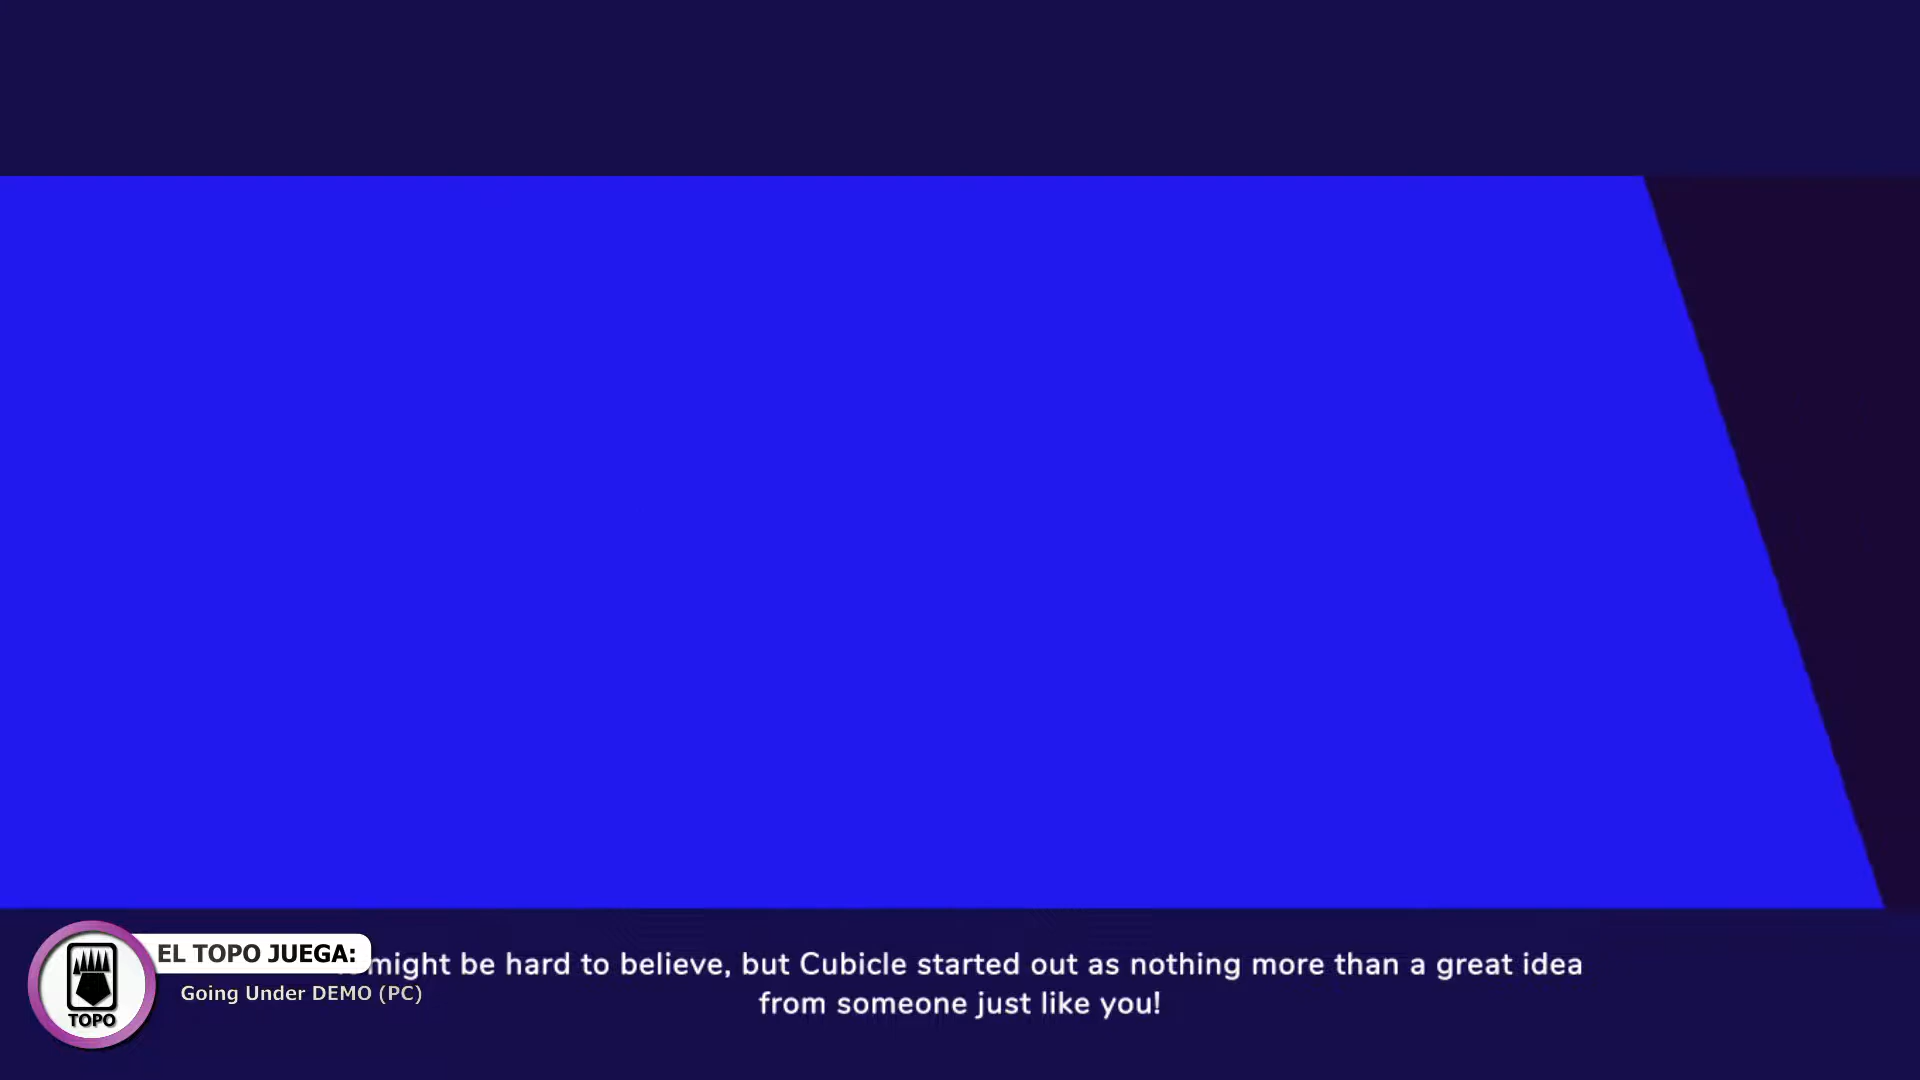 EL TOPO JUEGA:
Going Under DEMO (PC)
TOPO
might be hard to believe, but Cubicle started out as nothing more than a great idea
from someone just like you!